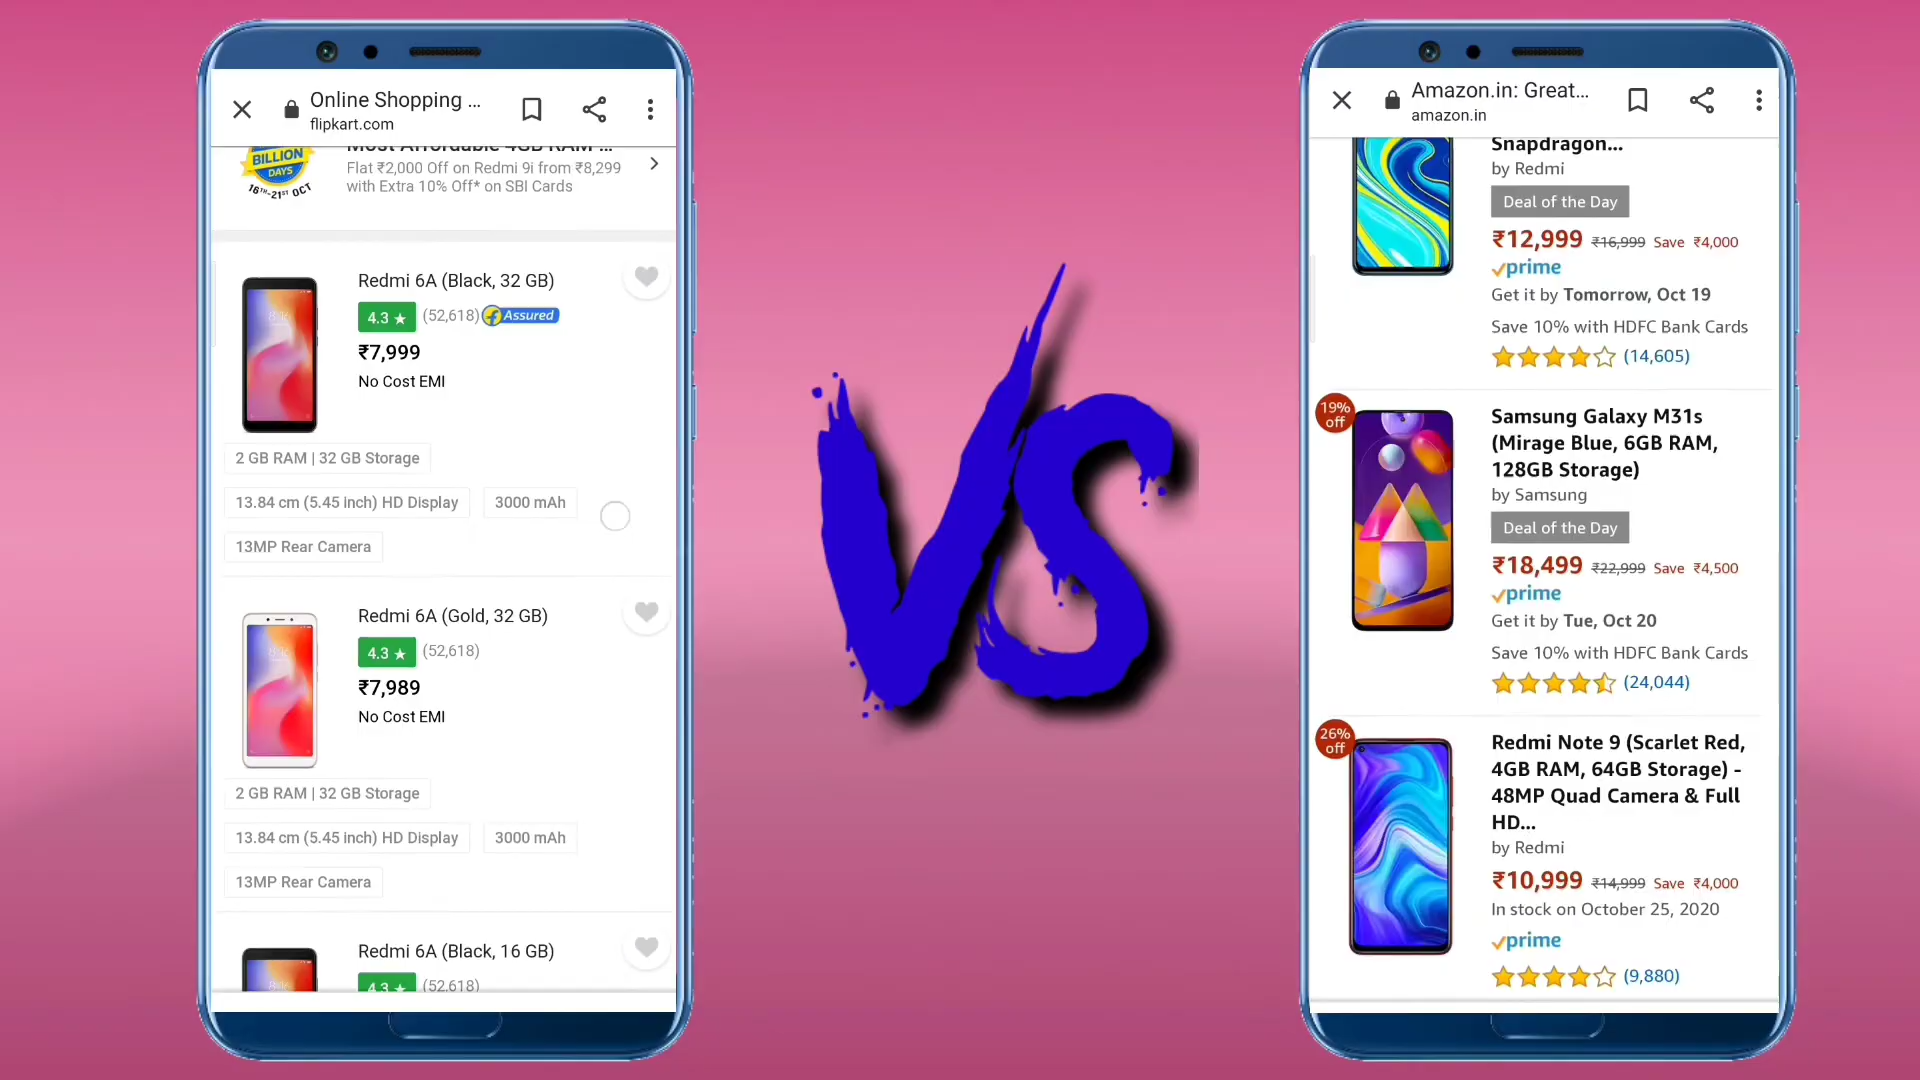 Online Shopping ...
flipkart.com
BILLION
DAYS
16TH-21ST OCT
Most Affordable 4GB RAM ...
Flat ₹2,000 Off on Redmi 9i from ₹8,299
with Extra 10% Off* on SBI Cards
Redmi 6A (Black, 32 GB)
4.3 ★ (52,618) Assured
₹7,999
No Cost EMI
2 GB RAM | 32 GB Storage
13.84 cm (5.45 inch) HD Display 3000 mAh
13MP Rear Camera
Redmi 6A (Gold, 32 GB)
4.3 ★ (52,618)
₹7,989
No Cost EMI
2 GB RAM | 32 GB Storage
13.84 cm (5.45 inch) HD Display 3000 mAh
13MP Rear Camera
Redmi 6A (Black, 16 GB)
4.3 ★ (52,618)
VS
Amazon.in: Great...
amazon.in
Snapdragon...
by Redmi
Deal of the Day
₹12,999 ₹16,999 Save ₹4,000
prime
Get it by Tomorrow, Oct 19
Save 10% with HDFC Bank Cards
(14,605)
19%
off
Samsung Galaxy M31s
(Mirage Blue, 6GB RAM,
128GB Storage)
by Samsung
Deal of the Day
₹18,499 ₹22,999 Save ₹4,500
prime
Get it by Tue, Oct 20
Save 10% with HDFC Bank Cards
(24,044)
26%
off
Redmi Note 9 (Scarlet Red,
4GB RAM, 64GB Storage) -
48MP Quad Camera & Full
HD...
by Redmi
₹10,999 ₹14,999 Save ₹4,000
In stock on October 25, 2020
prime
(9,880)